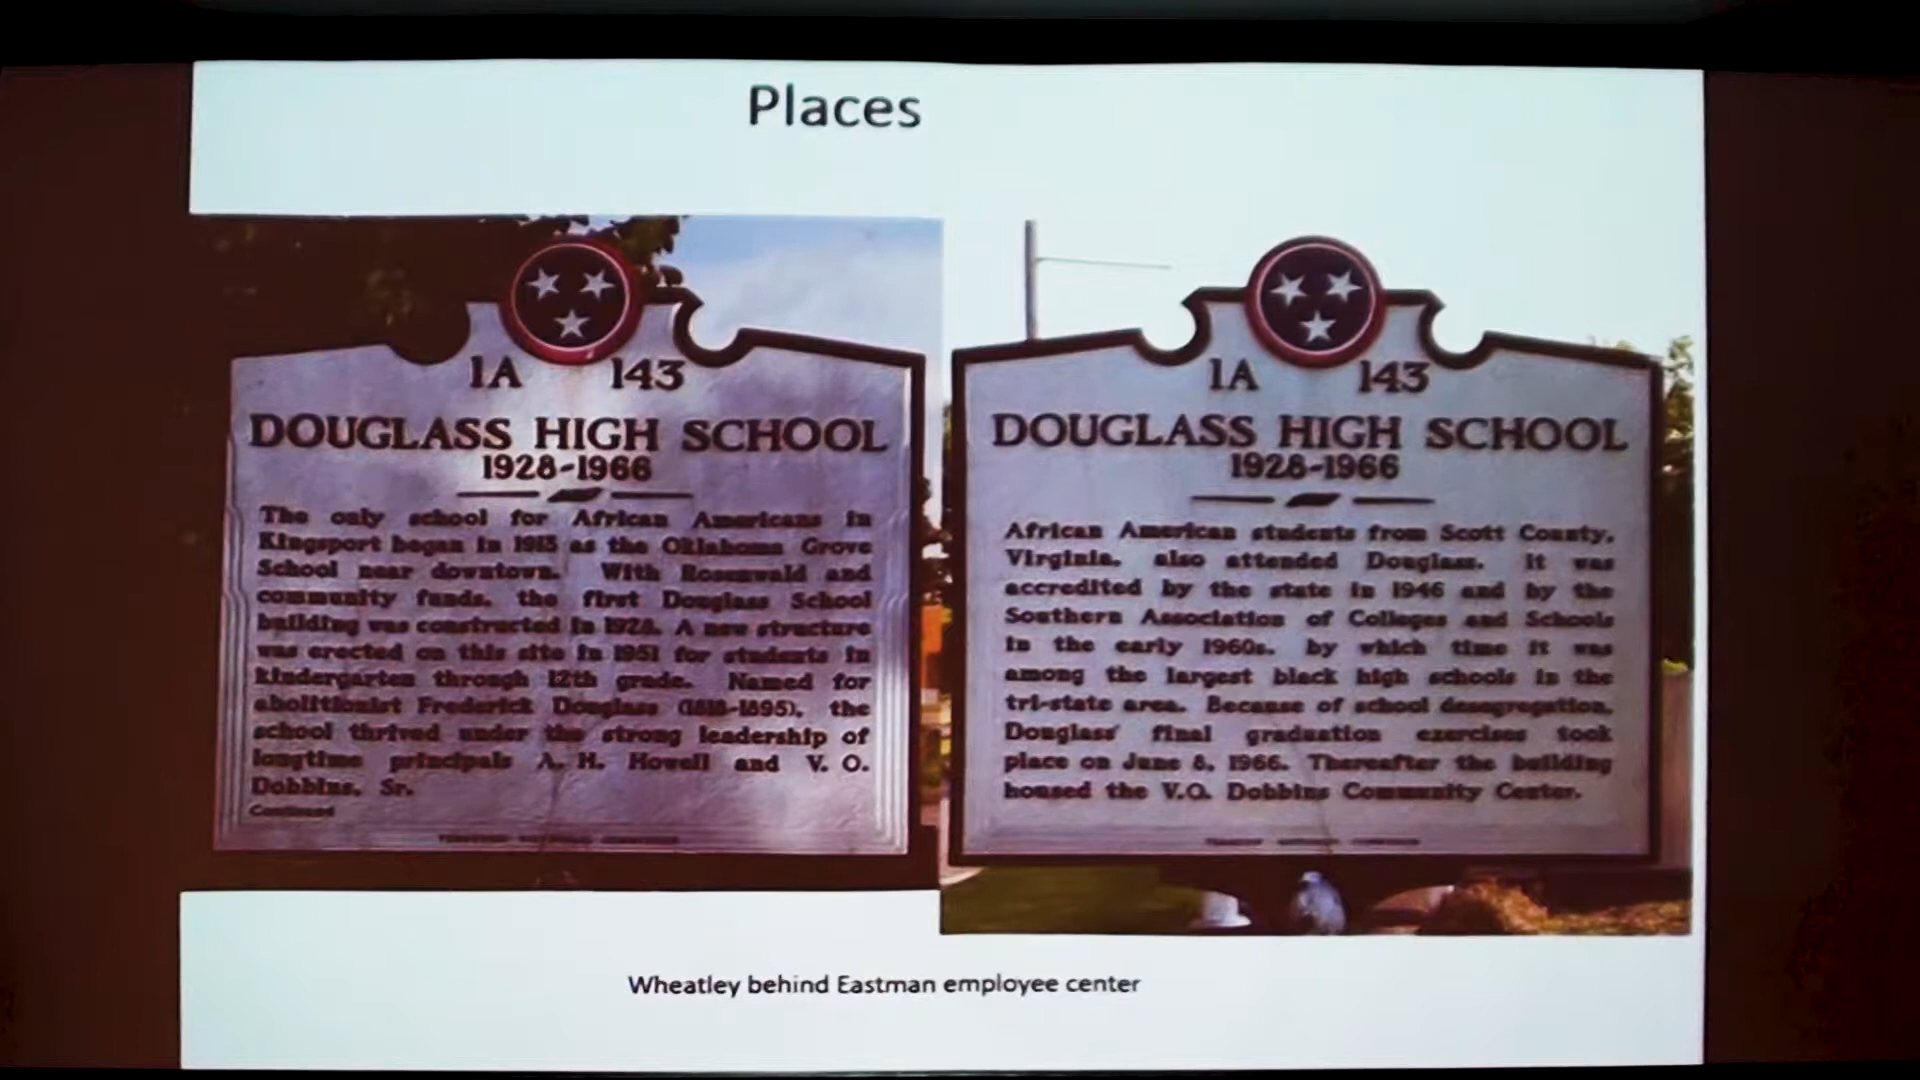 Places
1A 143
DOUGLASS HIGH SCHOOL
1928-1966
The only school for African Americans in
Kingsport began in 1913 as the Oklahoma Grove
School near downtown. With Rosenwald and
community funds, the first Douglass School
building was constructed in 1928. A new structure
was erected on this site in 1951 for students in
kindergarten through 12th grade. Named for
abolitionist Frederick Douglass (1818-1895), the
school thrived under the strong leadership of
longtime principals A. H. Howell and V. O.
Dobbins, Sr.
Continued
TENNESSEE HISTORICAL COMMISSION
1A 143
DOUGLASS HIGH SCHOOL
1928-1966
African American students from Scott County,
Virginia, also attended Douglass. It was
accredited by the state in 1946 and by the
Southern Association of Colleges and Schools
in the early 1960s, by which time it was
among the largest black high schools in the
tri-state area. Because of school desegregation,
Douglass' final graduation exercises took
place on June 8, 1966. Thereafter the building
housed the V.O. Dobbins Community Center.
TENNESSEE HISTORICAL COMMISSION
Wheatley behind Eastman employee center